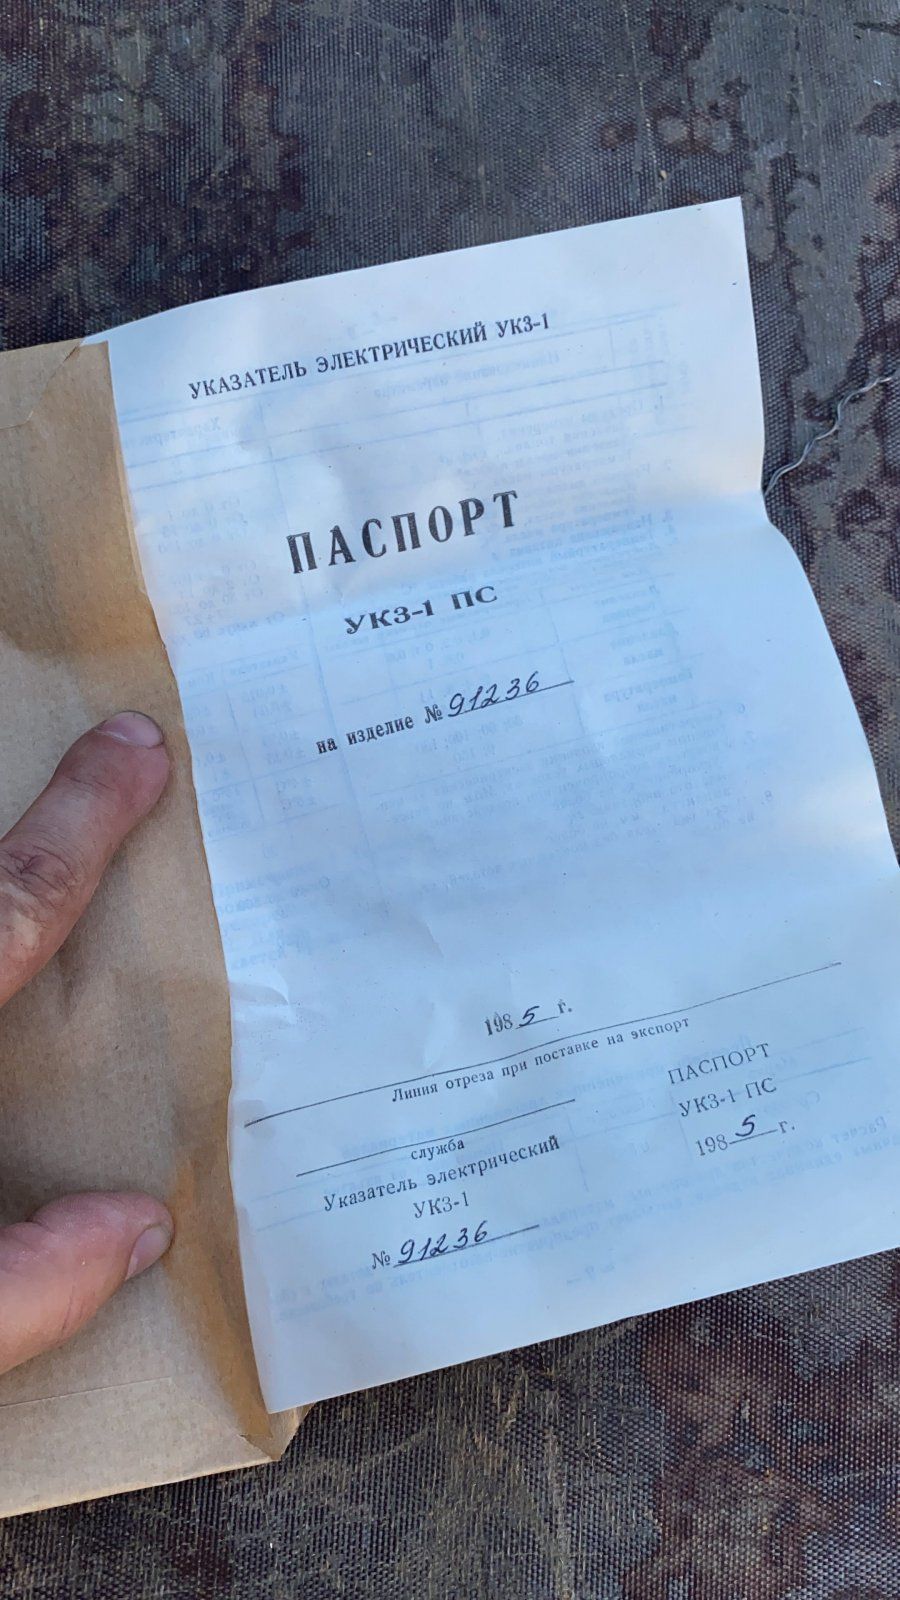 УКАЗАТЕЛЬ ЭЛЕКТРИЧЕСКИЙ УКЗ-1
ПАСПОРТ
УКЗ-1 ПС
на изделие № 91236
1985 г.
Линия отреза при поставке на экспорт
служба
Указатель электрический
УКЗ-1
№ 91236
ПАСПОРТ
УКЗ-1 ПС
1985 г.